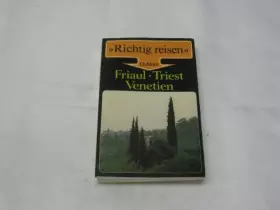 »Richtig reisen«
Friaul · Triest
Venetien